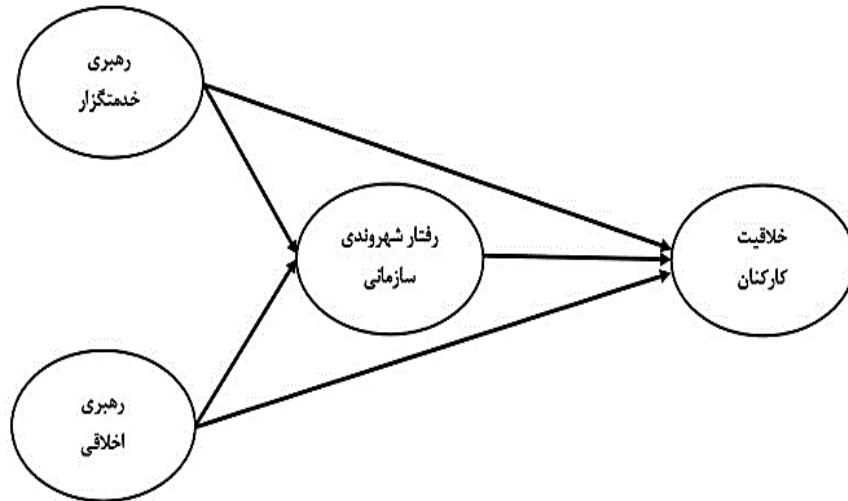 رهبری
خدمتگزار
رفتار شهروندی
سازمانی
خلاقیت
کارکنان
رهبری
اخلاقی